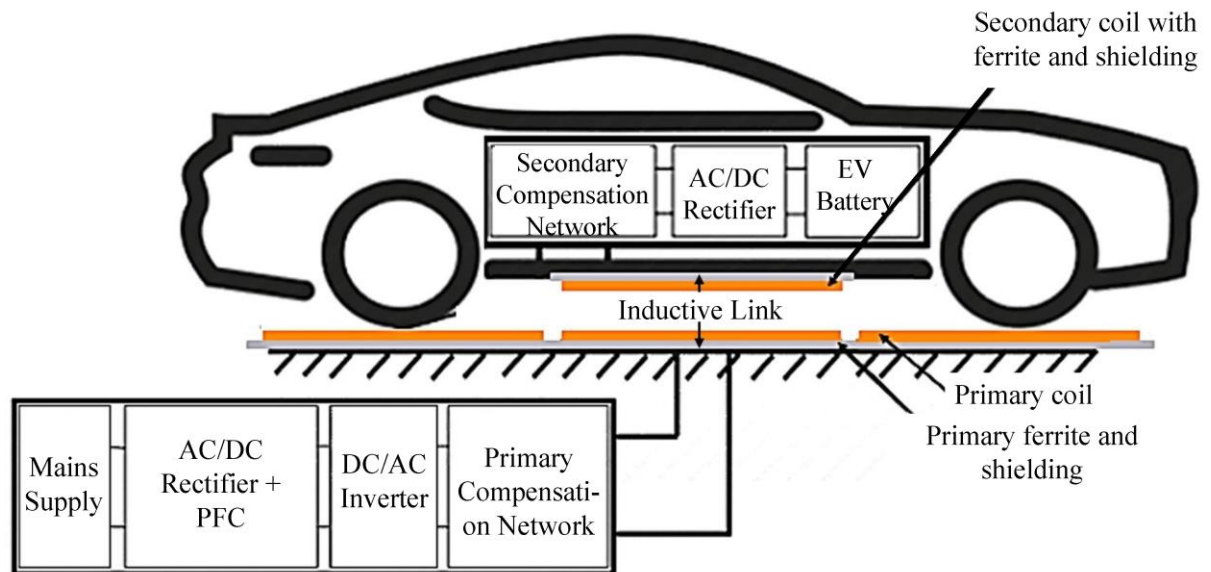 Secondary coil with
ferrite and shielding
Secondary
Compensation
Network
AC/DC
Rectifier
EV
Battery
Inductive Link
Primary coil
Primary ferrite and
shielding
Mains
Supply
AC/DC
Rectifier +
PFC
DC/AC
Inverter
Primary
Compensati-
on Network